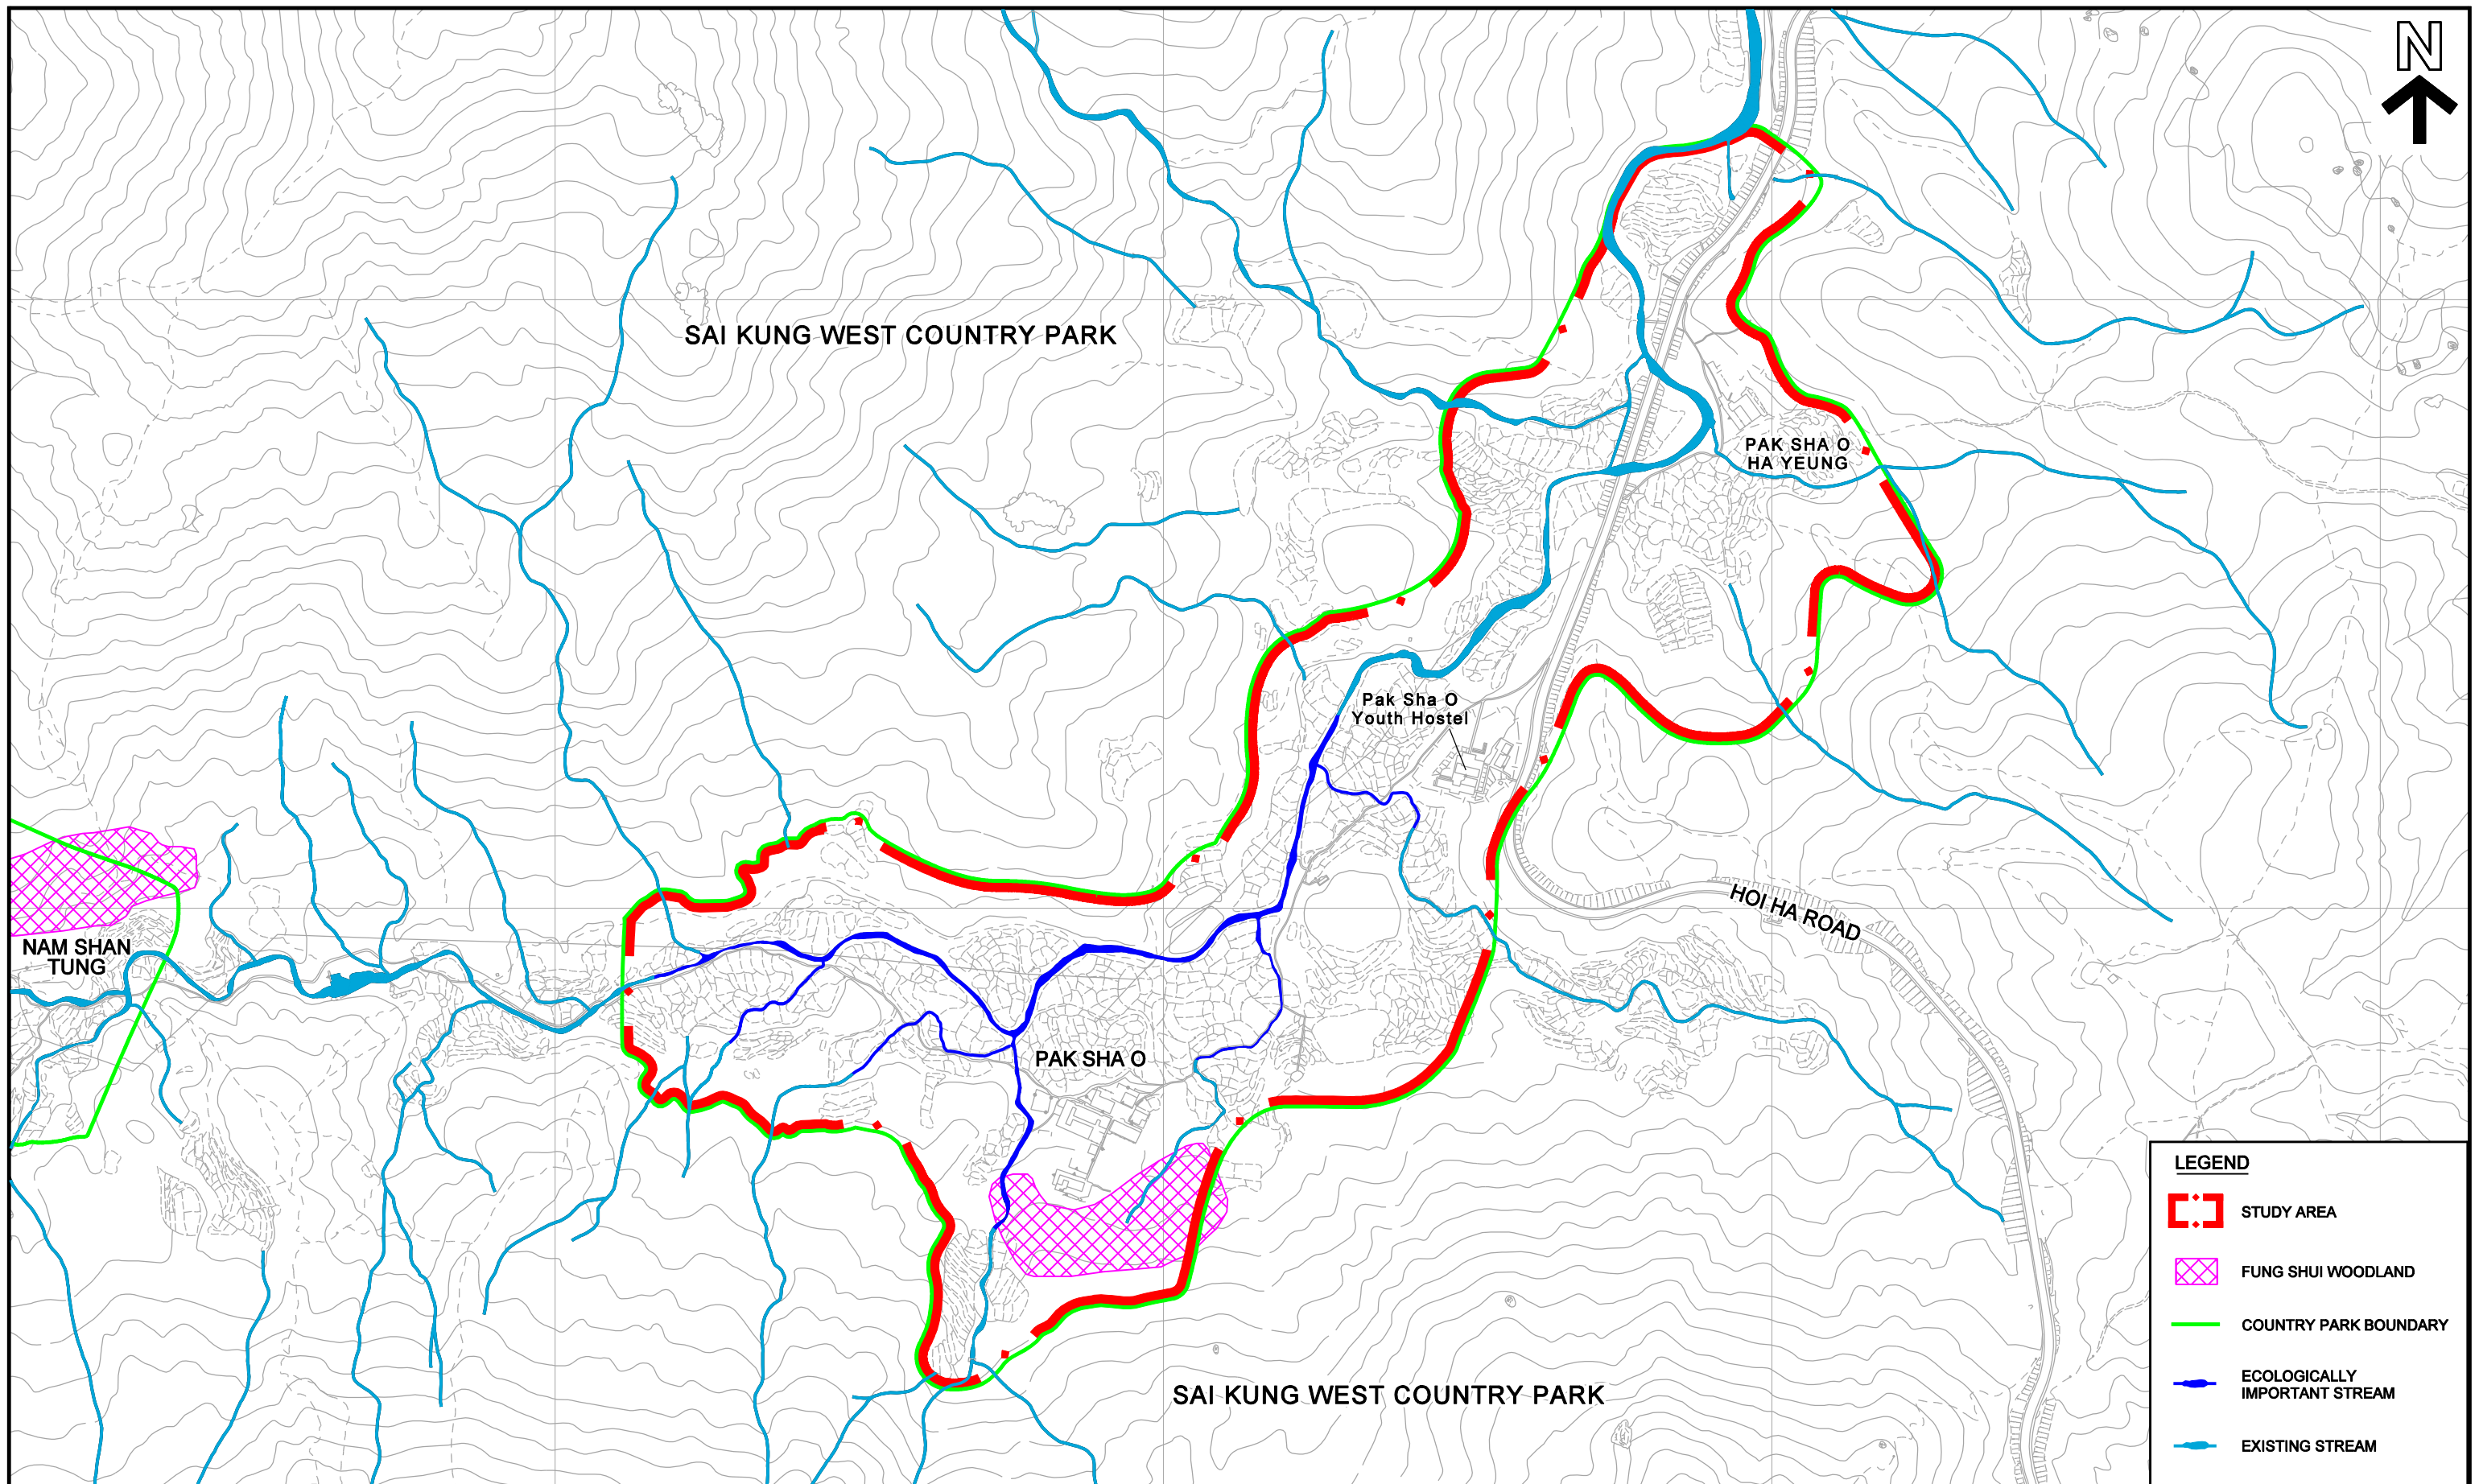 N
SAI KUNG WEST COUNTRY PARK
PAK SHA O
HA YEUNG
Pak Sha O
Youth Hostel
HOI HA ROAD
NAM SHAN
TUNG
PAK SHA O
SAI KUNG WEST COUNTRY PARK
LEGEND
STUDY AREA
FUNG SHUI WOODLAND
COUNTRY PARK BOUNDARY
ECOLOGICALLY
IMPORTANT STREAM
EXISTING STREAM